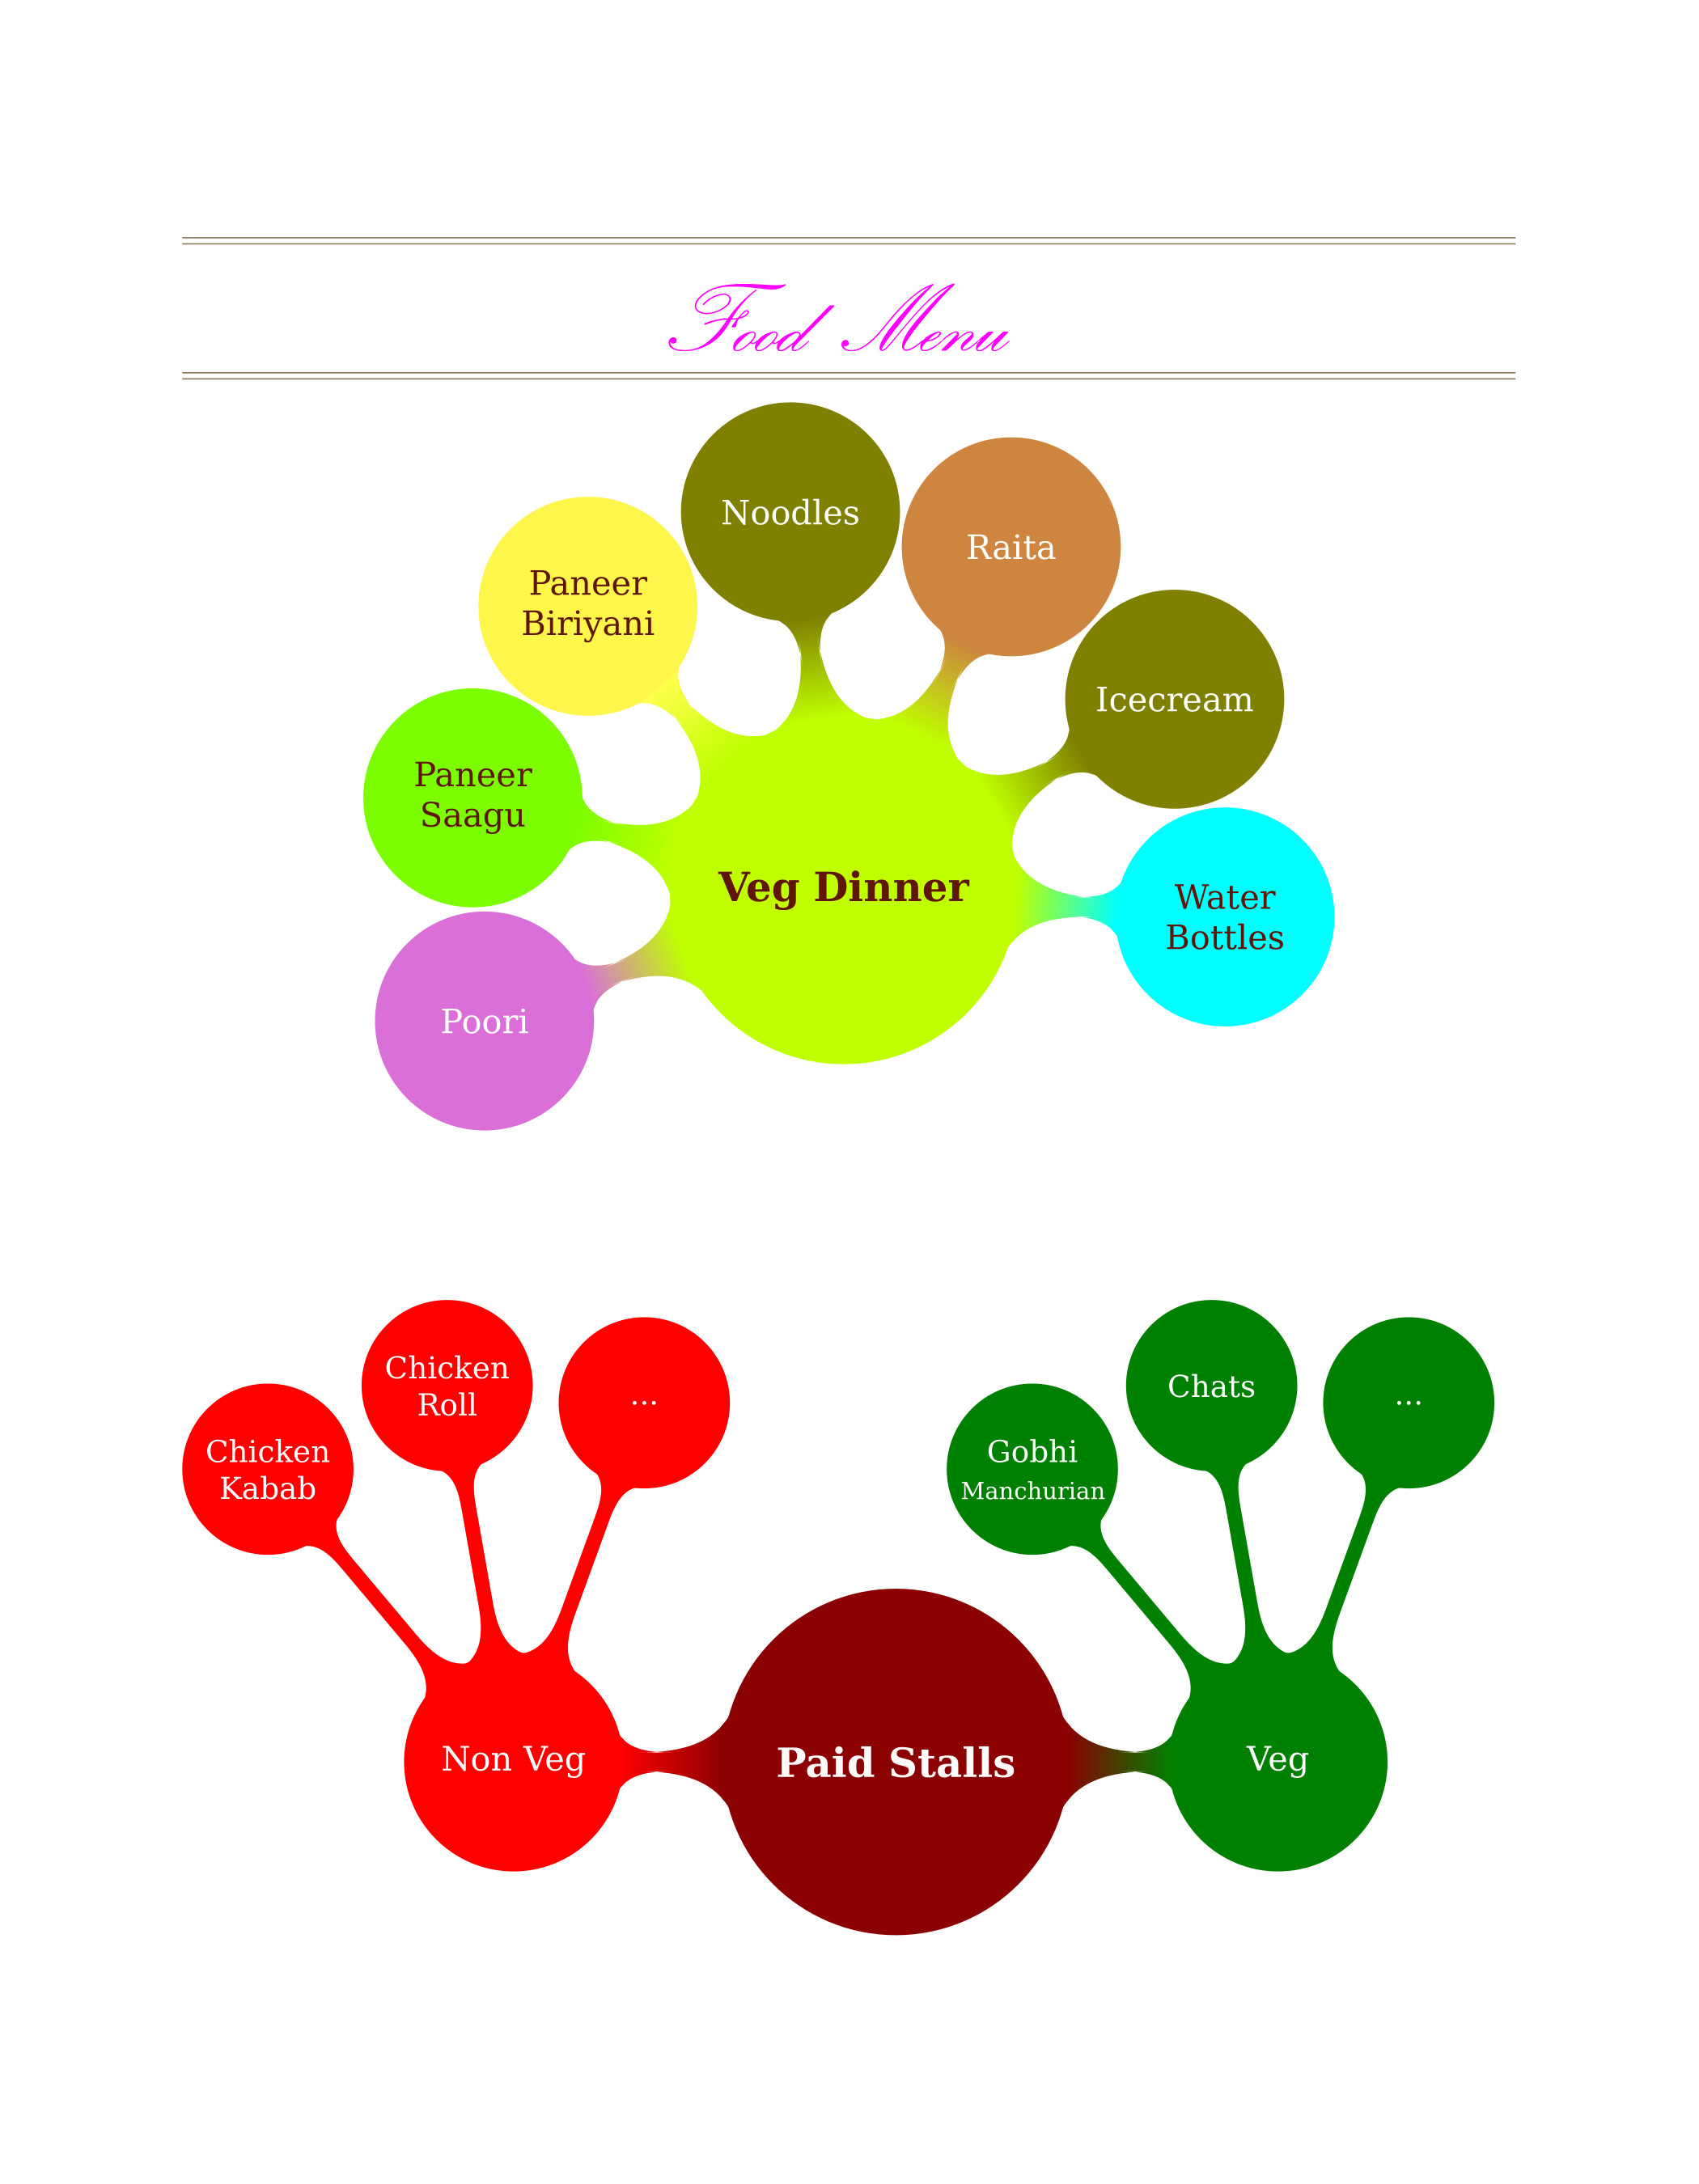 Food Menu
Noodles
Raita
Paneer
Biriyani
Icecream
Paneer
Saagu
Veg Dinner
Water
Bottles
Poori
Chicken
Roll
...
Chicken
Kabab
Chats
...
Gobhi
Manchurian
Non Veg
Paid Stalls
Veg